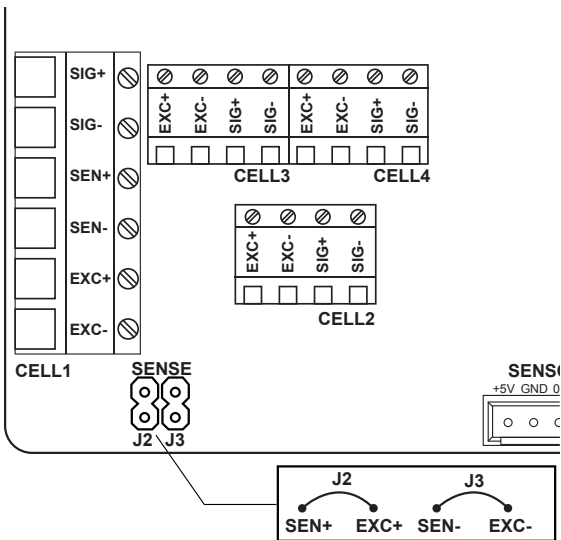 SIG+
SIG-
SEN+
SEN-
EXC+
EXC-
CELL1
EXC+ EXC- SIG+ SIG- EXC+ EXC- SIG+ SIG-
CELL3 CELL4
EXC+ EXC- SIG+ SIG-
CELL2
SENSE
J2 J3
+5V GND
J2 J3
SEN+ EXC+ SEN- EXC-